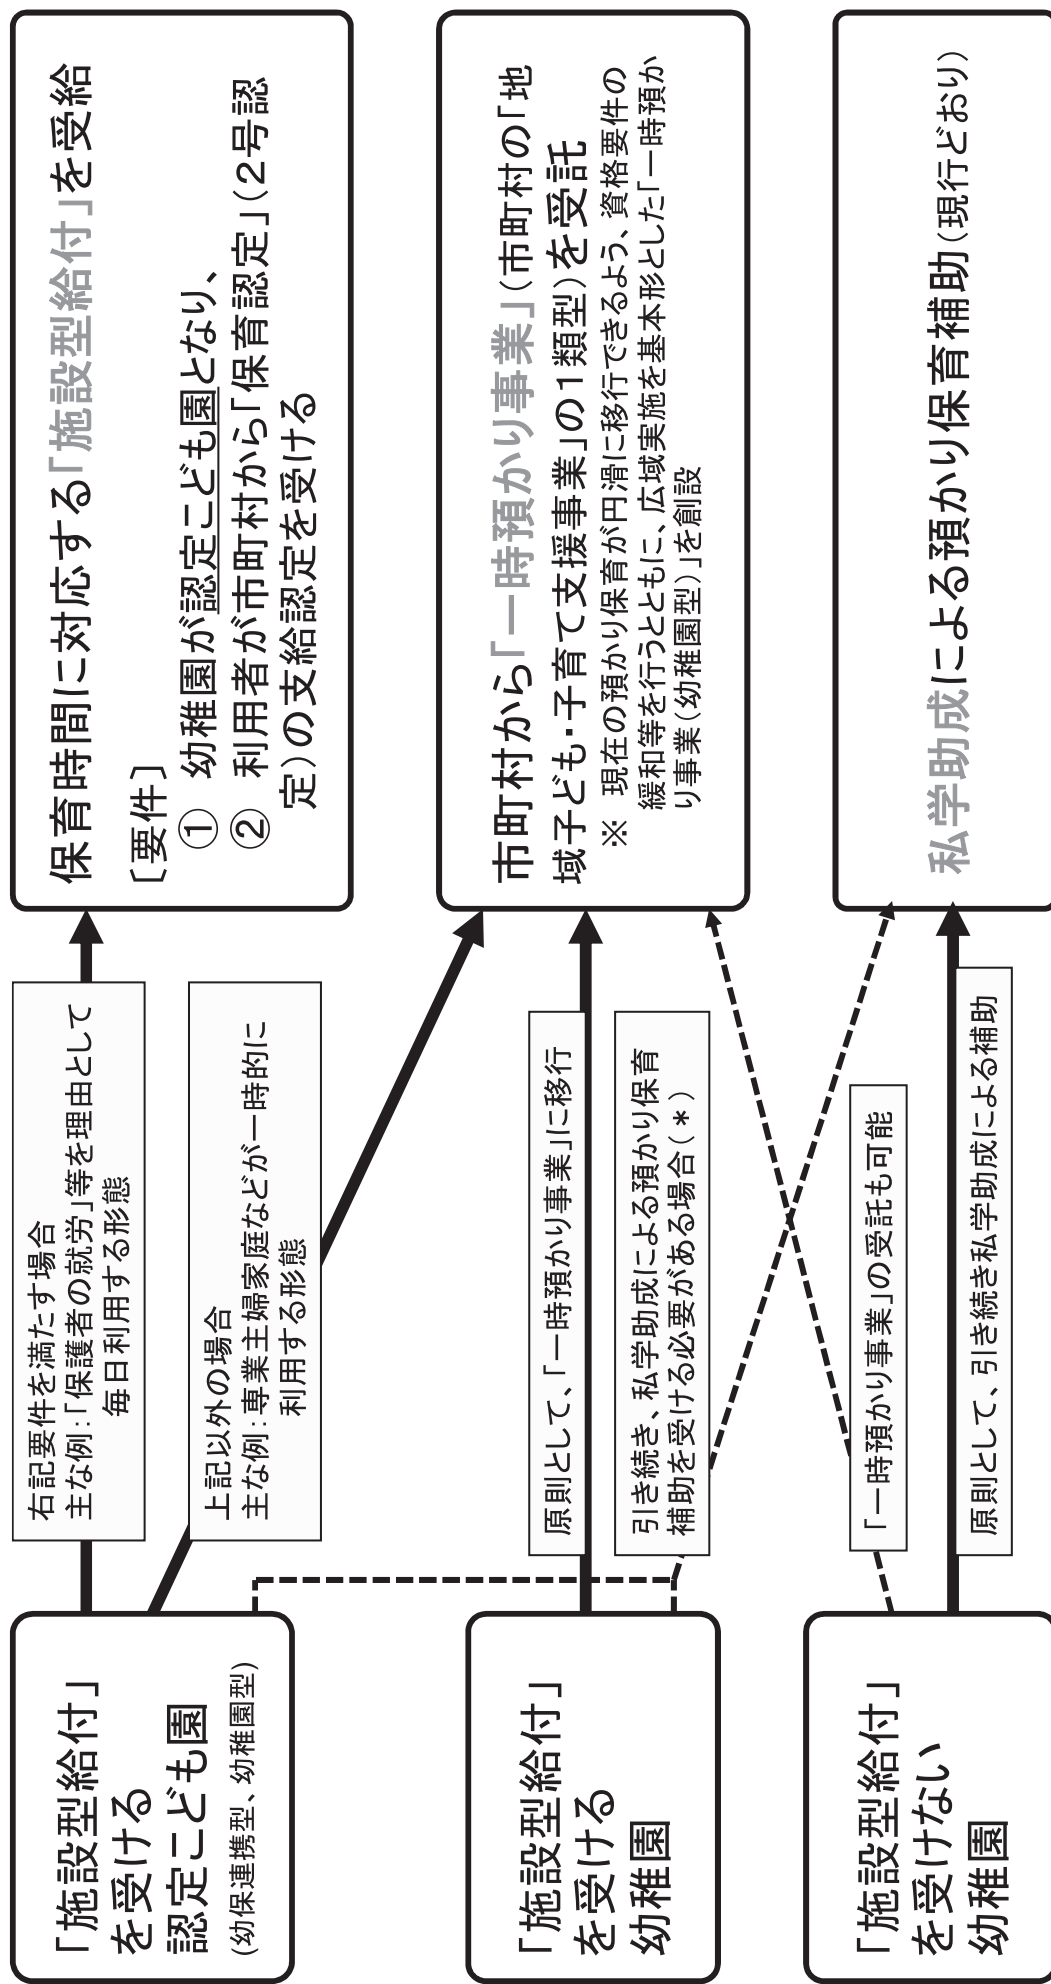 「施設型給付」
を受ける
認定こども園
(幼保連携型、幼稚園型)
右記要件を満たす場合
主な例：「保護者の就労」等を理由として
毎日利用する形態
上記以外の場合
主な例：専業主婦家庭などが一時的に
利用する形態
保育時間に対応する「施設型給付」を受給
〔要件〕
① 幼稚園が認定こども園となり、
② 利用者が市町村から「保育認定」(2号認
定)の支給認定を受ける
「施設型給付」
を受ける
幼稚園
原則として、「一時預かり事業」に移行
引き続き、私学助成による預かり保育
補助を受ける必要がある場合(＊)
市町村から「一時預かり事業」(市町村の「地
域子ども・子育て支援事業」の1類型)を受託
※ 現在の預かり保育が円滑に移行できるよう、資格要件の
緩和等を行うとともに、広域実施を基本形とした「一時預か
り事業(幼稚園型)」を創設
「施設型給付」
を受けない
幼稚園
「一時預かり事業」の受託も可能
原則として、引き続き私学助成による補助
私学助成による預かり保育補助(現行どおり)